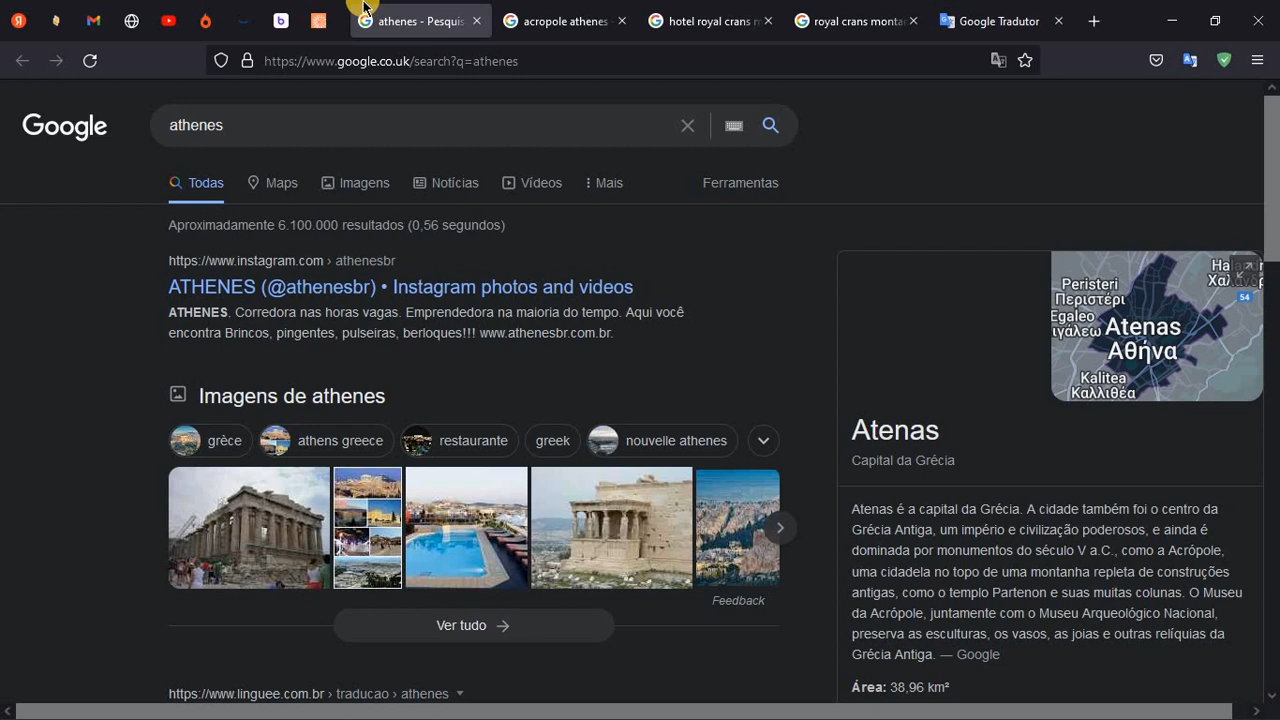 athenes - Pesquis
acropole athenes -
hotel royal crans m
royal crans monta
Google Tradutor
https://www.google.co.uk/search?q=athenes
Google
athenes
Todas
Maps
Imagens
Notícias
Vídeos
Mais
Ferramentas
Aproximadamente 6.100.000 resultados (0,56 segundos)
https://www.instagram.com › athenesbr
ATHENES (@athenesbr) • Instagram photos and videos
ATHENES. Corredora nas horas vagas. Emprendedora na maioria do tempo. Aqui você
encontra Brincos, pingentes, pulseiras, berloques!!! www.athenesbr.com.br.
Imagens de athenes
grèce
athens greece
restaurante
greek
nouvelle athenes
Feedback
Ver tudo
https://www.linguee.com.br › traducao › athenes
Peristeri
Περιστέρι
Egaleo
ιγάλεω
Atenas
Αθήνα
Kalitea
Καλλιθέα
54
Atenas
Capital da Grécia
Atenas é a capital da Grécia. A cidade também foi o centro da
Grécia Antiga, um império e civilização poderosos, e ainda é
dominada por monumentos do século V a.C., como a Acrópole,
uma cidadela no topo de uma montanha repleta de construções
antigas, como o templo Partenon e suas muitas colunas. O Museu
da Acrópole, juntamente com o Museu Arqueológico Nacional,
preserva as esculturas, os vasos, as joias e outras relíquias da
Grécia Antiga. — Google
Área: 38,96 km²